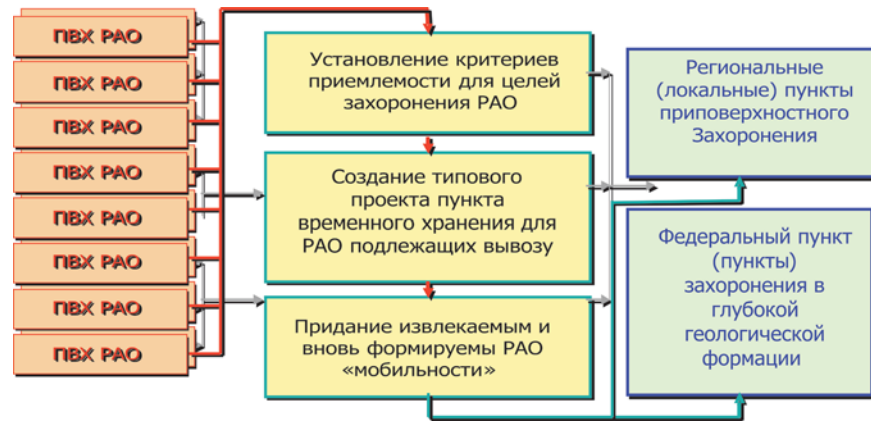 ПВХ РАО
ПВХ РАО
ПВХ РАО
ПВХ РАО
ПВХ РАО
ПВХ РАО
ПВХ РАО
ПВХ РАО
Установление критериев
приемлемости для целей
захоронения РАО
Создание типового
проекта пункта
временного хранения для
РАО подлежащих вывозу
Придание извлекаемым и
вновь формируемы РАО
«мобильности»
Региональные
(локальные) пункты
приповерхностного
Захоронения
Федеральный пункт
(пункты)
захоронения в
глубокой
геологической
формации